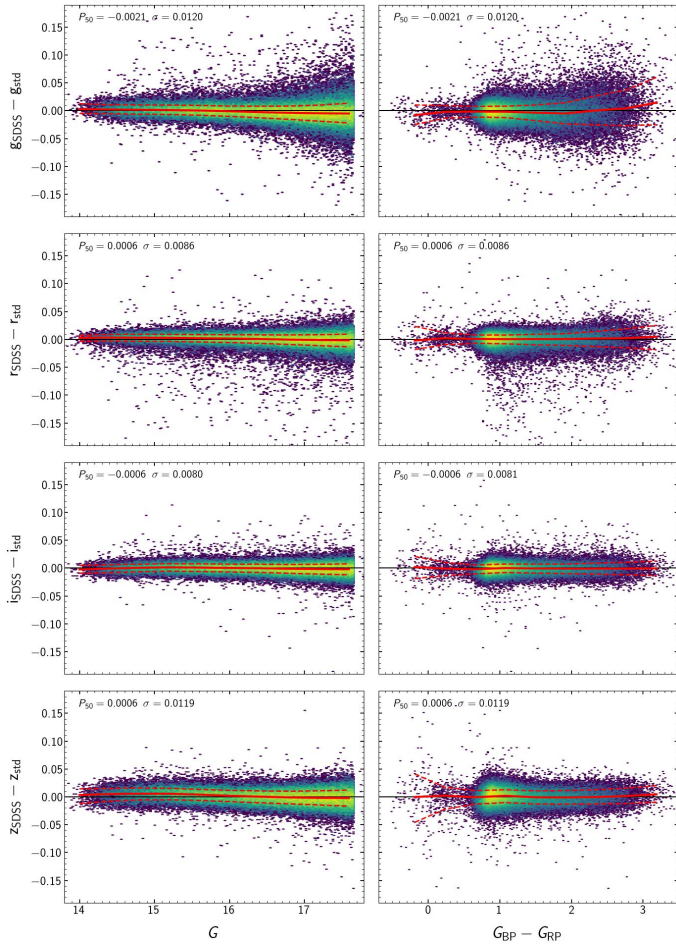 P50 = −0.0021 σ = 0.0120
P50 = −0.0021 σ = 0.0120
gSDSS − gstd
0.15
0.10
0.05
0.00
−0.05
−0.10
−0.15
P50 = 0.0006 σ = 0.0086
P50 = 0.0006 σ = 0.0086
rSDSS − rstd
0.15
0.10
0.05
0.00
−0.05
−0.10
−0.15
P50 = −0.0006 σ = 0.0080
P50 = −0.0006 σ = 0.0081
iSDSS − istd
0.15
0.10
0.05
0.00
−0.05
−0.10
−0.15
P50 = 0.0006 σ = 0.0119
P50 = 0.0006 σ = 0.0119
zSDSS − zstd
0.15
0.10
0.05
0.00
−0.05
−0.10
−0.15
14 15 16 17
0 1 2 3
G
GBP − GRP